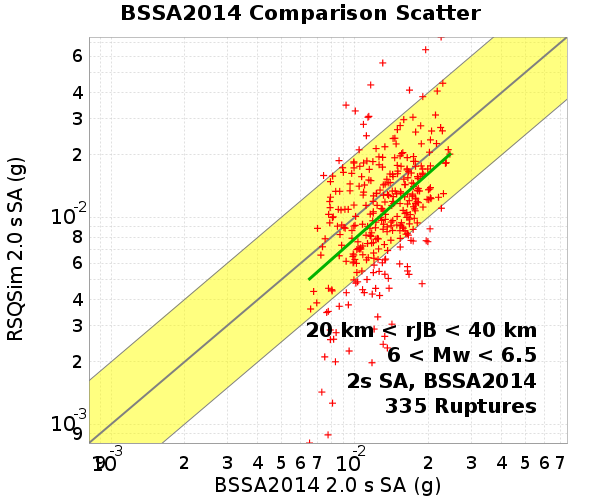 BSSA2014 Comparison Scatter
RSQSim 2.0 s SA (g)
6
4
3
2
10-2
8
6
4
3
2
10-3
9
20 km < rJB < 40 km
6 < Mw < 6.5
2s SA, BSSA2014
335 Ruptures
9 10-3 2 3 4 5 6 7 10-2 2 3 4 5 6 7
BSSA2014 2.0 s SA (g)